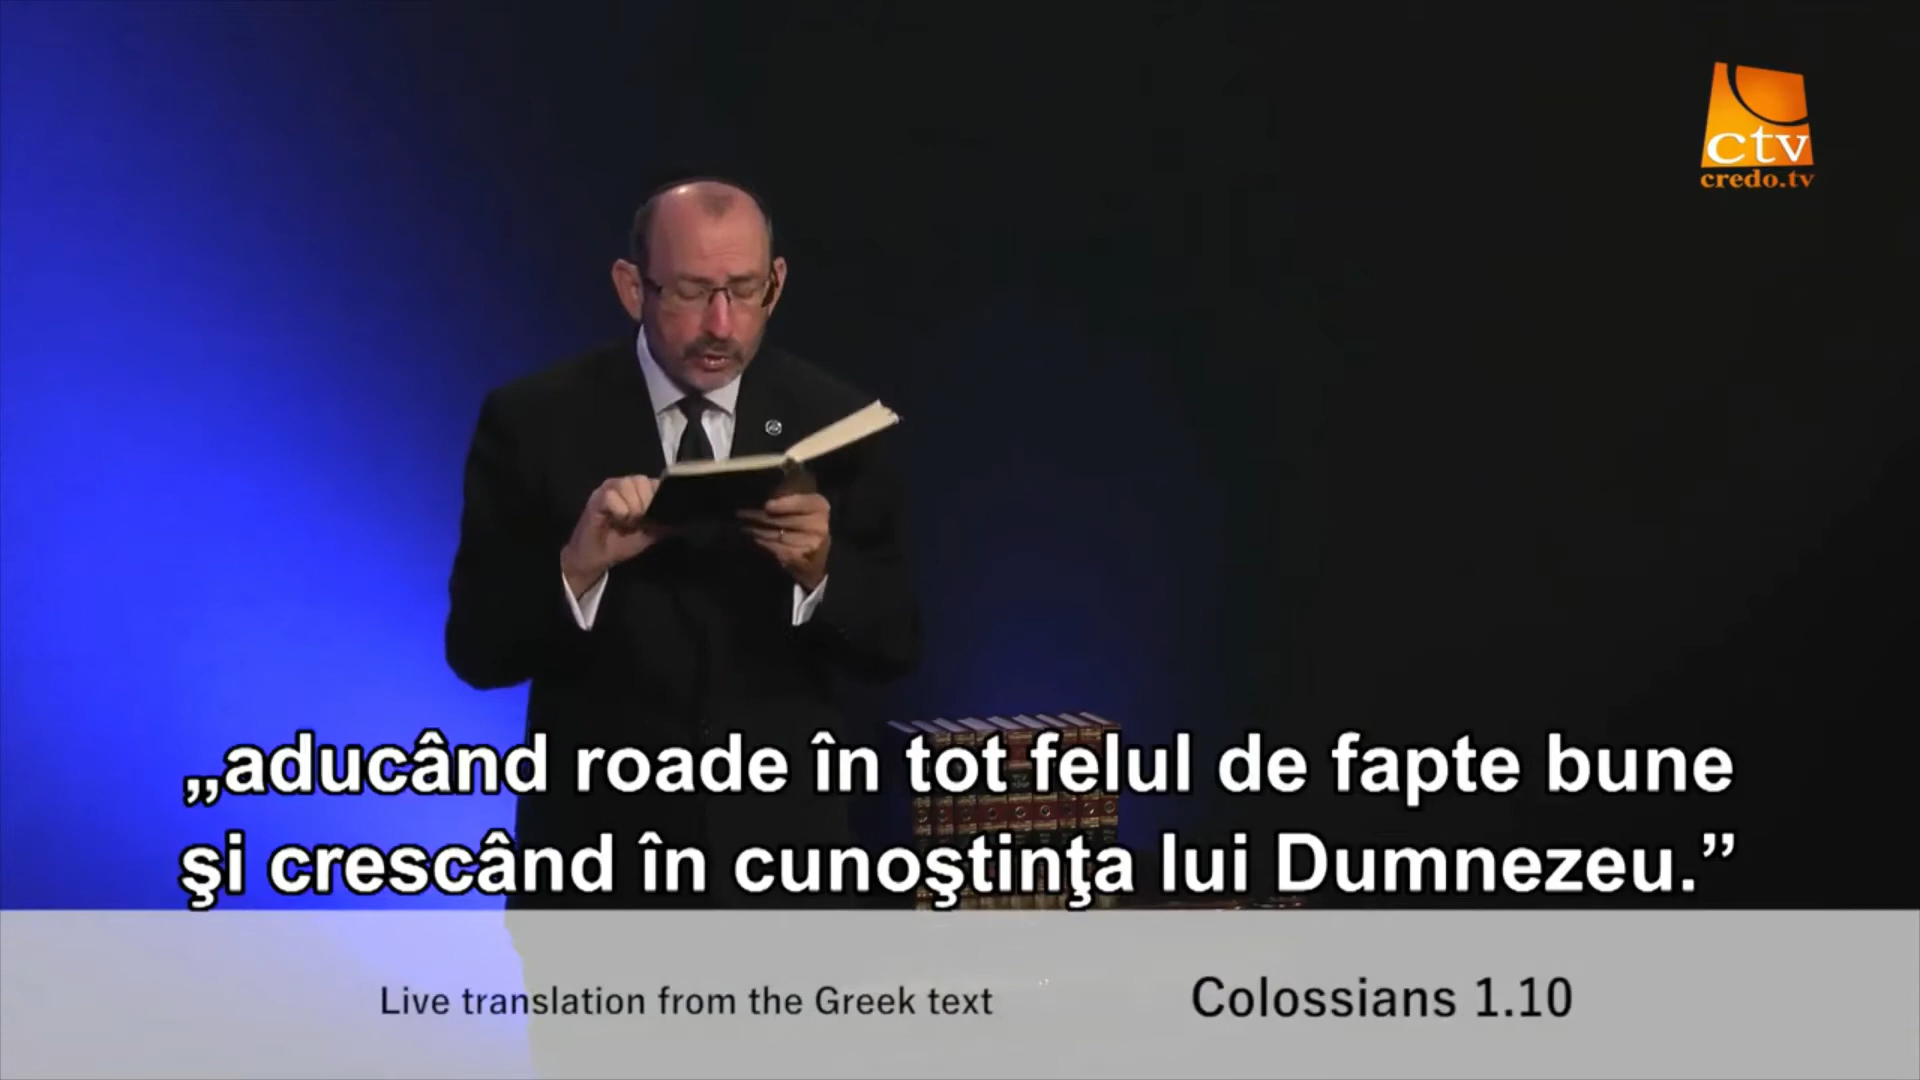 ctv
credo.tv
„aducând roade în tot felul de fapte bune
şi crescând în cunoştinţa lui Dumnezeu.”
Live translation from the Greek text
Colossians 1.10